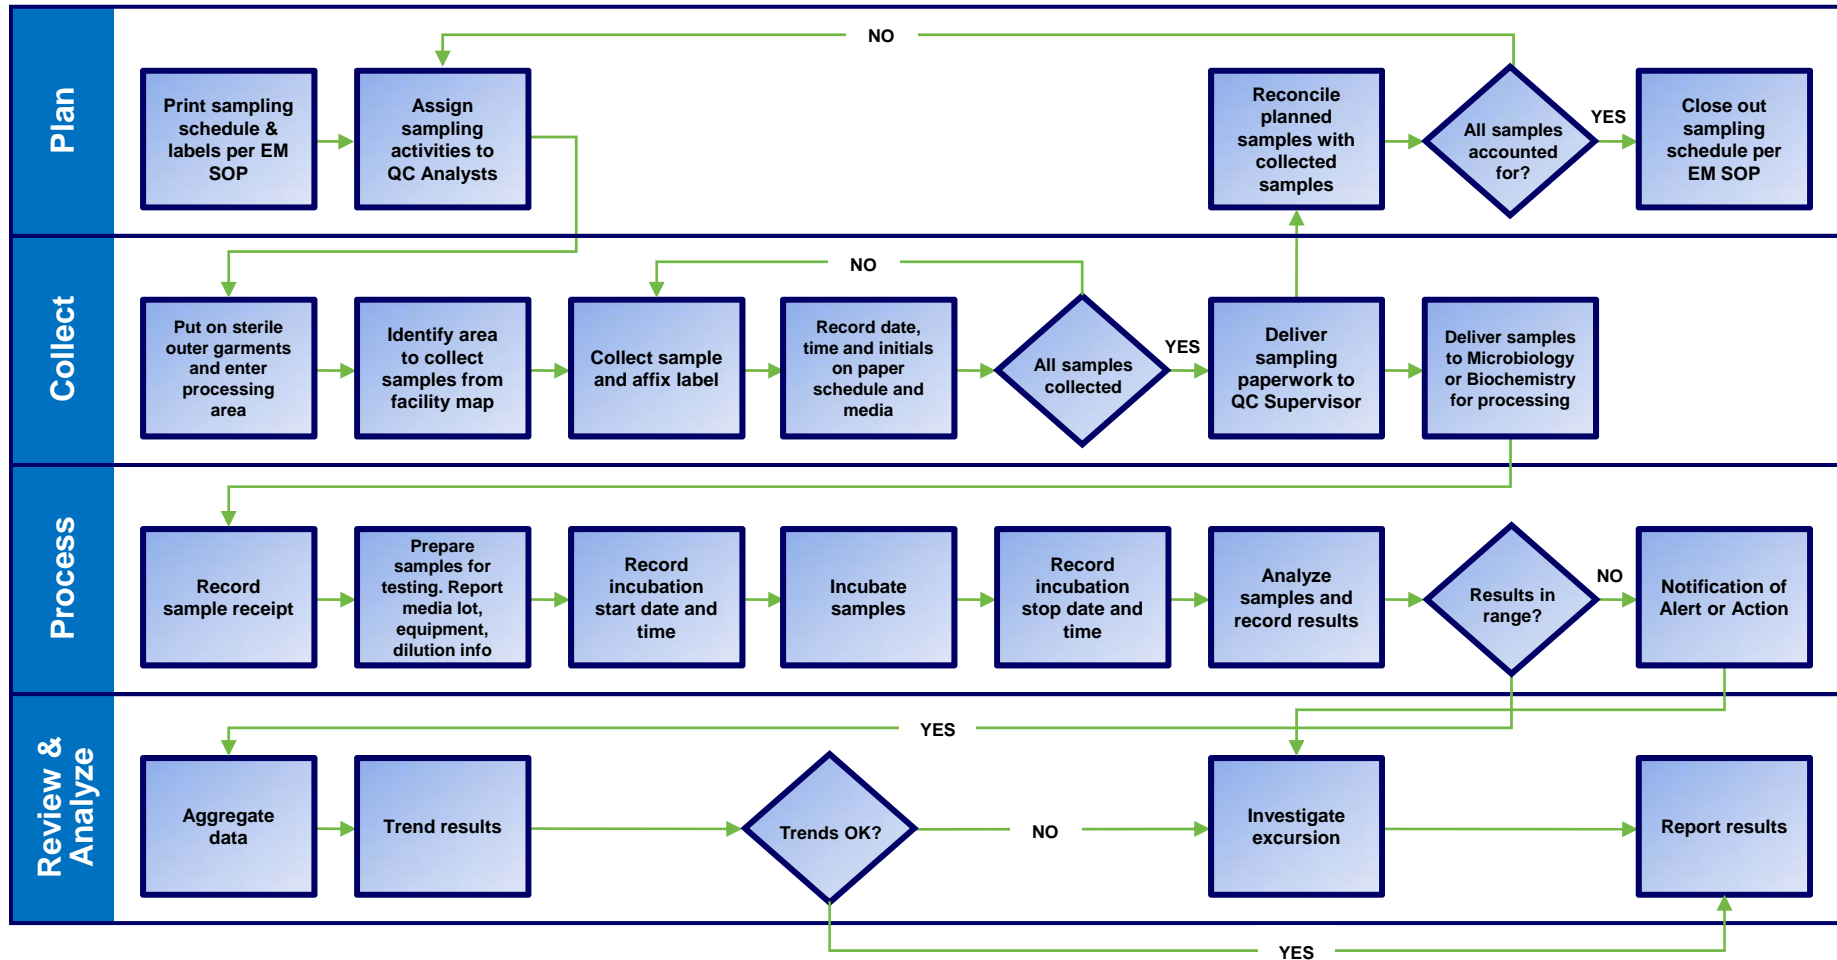 Plan
NO
Print sampling
schedule &
labels per EM
SOP
Assign
sampling
activities to
QC Analysts
Reconcile
planned
samples with
collected
samples
All samples
accounted
for?
YES
Close out
sampling
schedule per
EM SOP
Collect
NO
Put on sterile
outer garments
and enter
processing
area
Identify area
to collect
samples from
facility map
Collect sample
and affix label
Record date,
time and initials
on paper
schedule and
media
All samples
collected
YES
Deliver
sampling
paperwork to
QC Supervisor
Deliver samples
to Microbiology
or Biochemistry
for processing
Process
Record
sample receipt
Prepare
samples for
testing. Report
media lot,
equipment,
dilution info
Record
incubation
start date and
time
Incubate
samples
Record
incubation
stop date and
time
Analyze
samples and
record results
Results in
range?
NO
Notification of
Alert or Action
Review &
Analyze
YES
Aggregate
data
Trend results
Trends OK?
NO
Investigate
excursion
Report results
YES